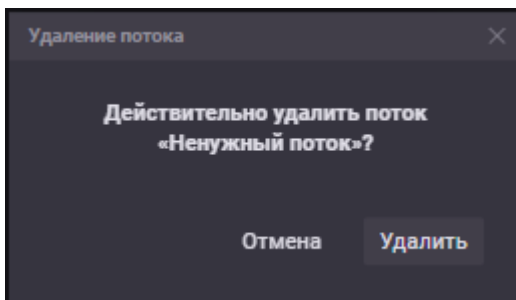 Удаление потока
Действительно удалить поток
«Ненужный поток»?
Отмена
Удалить